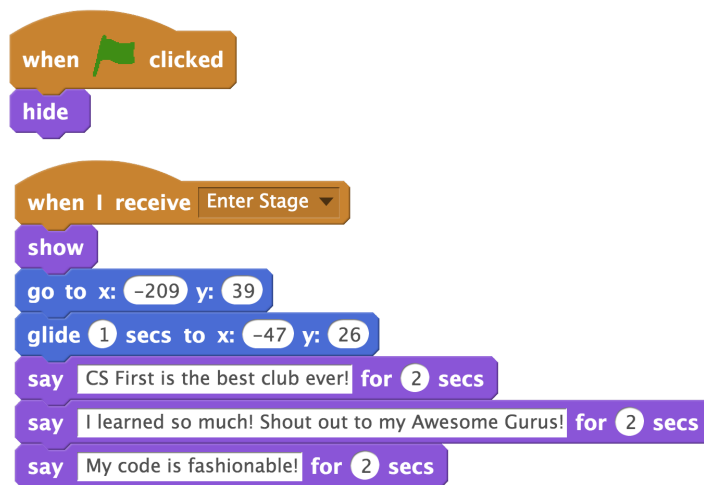 when clicked
hide
when I receive Enter Stage
show
go to x: -209 y: 39
glide 1 secs to x: -47 y: 26
say CS First is the best club ever! for 2 secs
say I learned so much! Shout out to my Awesome Gurus! for 2 secs
say My code is fashionable! for 2 secs